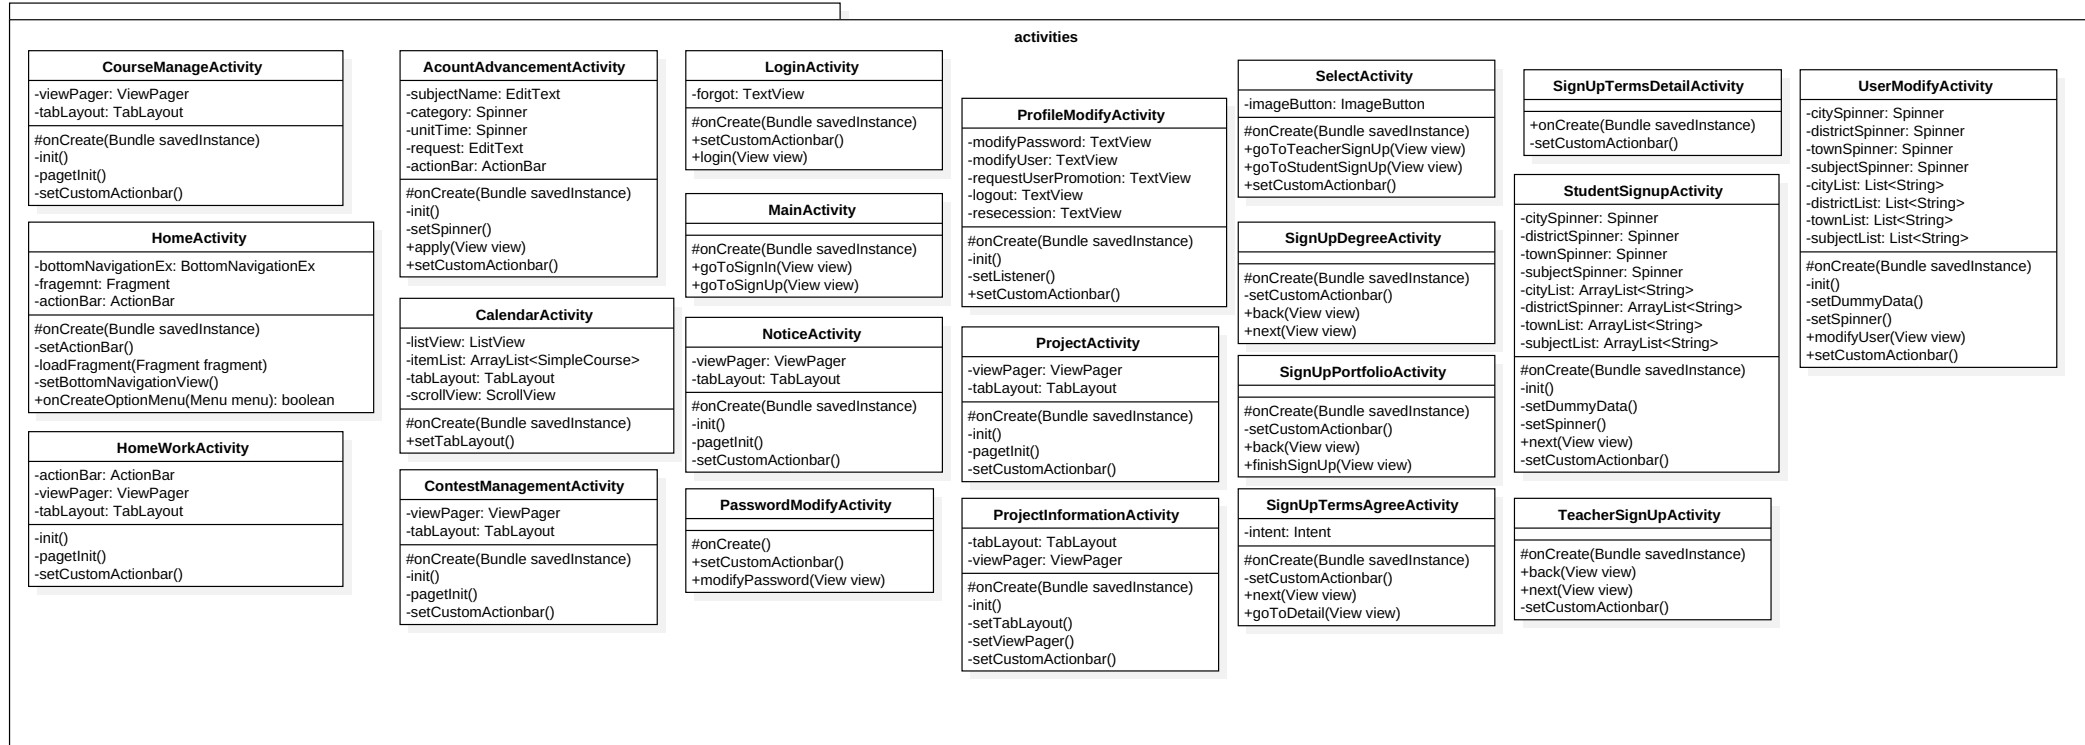 activities
CourseManageActivity
-viewPager: ViewPager
-tabLayout: TabLayout
#onCreate(Bundle savedInstance)
-init()
-pagetInit()
-setCustomActionbar()
HomeActivity
-bottomNavigationEx: BottomNavigationEx
-fragemnt: Fragment
-actionBar: ActionBar
#onCreate(Bundle savedInstance)
-setActionBar()
-loadFragment(Fragment fragment)
-setBottomNavigationView()
+onCreateOptionMenu(Menu menu): boolean
HomeWorkActivity
-actionBar: ActionBar
-viewPager: ViewPager
-tabLayout: TabLayout
-init()
-pagetInit()
-setCustomActionbar()
AcountAdvancementActivity
-subjectName: EditText
-category: Spinner
-unitTime: Spinner
-request: EditText
-actionBar: ActionBar
#onCreate(Bundle savedInstance)
-init()
-setSpinner()
+apply(View view)
+setCustomActionbar()
CalendarActivity
-listView: ListView
-itemList: ArrayList<SimpleCourse>
-tabLayout: TabLayout
-scrollView: ScrollView
#onCreate(Bundle savedInstance)
+setTabLayout()
ContestManagementActivity
-viewPager: ViewPager
-tabLayout: TabLayout
#onCreate(Bundle savedInstance)
-init()
-pagetInit()
-setCustomActionbar()
LoginActivity
-forgot: TextView
#onCreate(Bundle savedInstance)
+setCustomActionbar()
+login(View view)
MainActivity
#onCreate(Bundle savedInstance)
+goToSignIn(View view)
+goToSignUp(View view)
NoticeActivity
-viewPager: ViewPager
-tabLayout: TabLayout
#onCreate(Bundle savedInstance)
-init()
-pagetInit()
-setCustomActionbar()
PasswordModifyActivity
#onCreate()
+setCustomActionbar()
+modifyPassword(View view)
ProfileModifyActivity
-modifyPassword: TextView
-modifyUser: TextView
-requestUserPromotion: TextView
-logout: TextView
-resecession: TextView
#onCreate(Bundle savedInstance)
-init()
-setListener()
+setCustomActionbar()
ProjectActivity
-viewPager: ViewPager
-tabLayout: TabLayout
#onCreate(Bundle savedInstance)
-init()
-pagetInit()
-setCustomActionbar()
ProjectInformationActivity
-tabLayout: TabLayout
-viewPager: ViewPager
#onCreate(Bundle savedInstance)
-init()
-setTabLayout()
-setViewPager()
-setCustomActionbar()
SelectActivity
-imageButton: ImageButton
#onCreate(Bundle savedInstance)
+goToTeacherSignUp(View view)
+goToStudentSignUp(View view)
+setCustomActionbar()
SignUpDegreeActivity
#onCreate(Bundle savedInstance)
-setCustomActionbar()
+back(View view)
+next(View view)
SignUpPortfolioActivity
#onCreate(Bundle savedInstance)
-setCustomActionbar()
+back(View view)
+finishSignUp(View view)
SignUpTermsAgreeActivity
-intent: Intent
#onCreate(Bundle savedInstance)
-setCustomActionbar()
+next(View view)
+goToDetail(View view)
SignUpTermsDetailActivity
+onCreate(Bundle savedInstance)
-setCustomActionbar()
StudentSignupActivity
-citySpinner: Spinner
-districtSpinner: Spinner
-townSpinner: Spinner
-subjectSpinner: Spinner
-cityList: ArrayList<String>
-districtSpinner: ArrayList<String>
-townList: ArrayList<String>
-subjectList: ArrayList<String>
#onCreate(Bundle savedInstance)
-init()
-setDummyData()
-setSpinner()
+next(View view)
-setCustomActionbar()
TeacherSignUpActivity
#onCreate(Bundle savedInstance)
+back(View view)
+next(View view)
-setCustomActionbar()
UserModifyActivity
-citySpinner: Spinner
-districtSpinner: Spinner
-townSpinner: Spinner
-subjectSpinner: Spinner
-cityList: List<String>
-districtList: List<String>
-townList: List<String>
-subjectList: List<String>
#onCreate(Bundle savedInstance)
-init()
-setDummyData()
-setSpinner()
+modifyUser(View view)
+setCustomActionbar()